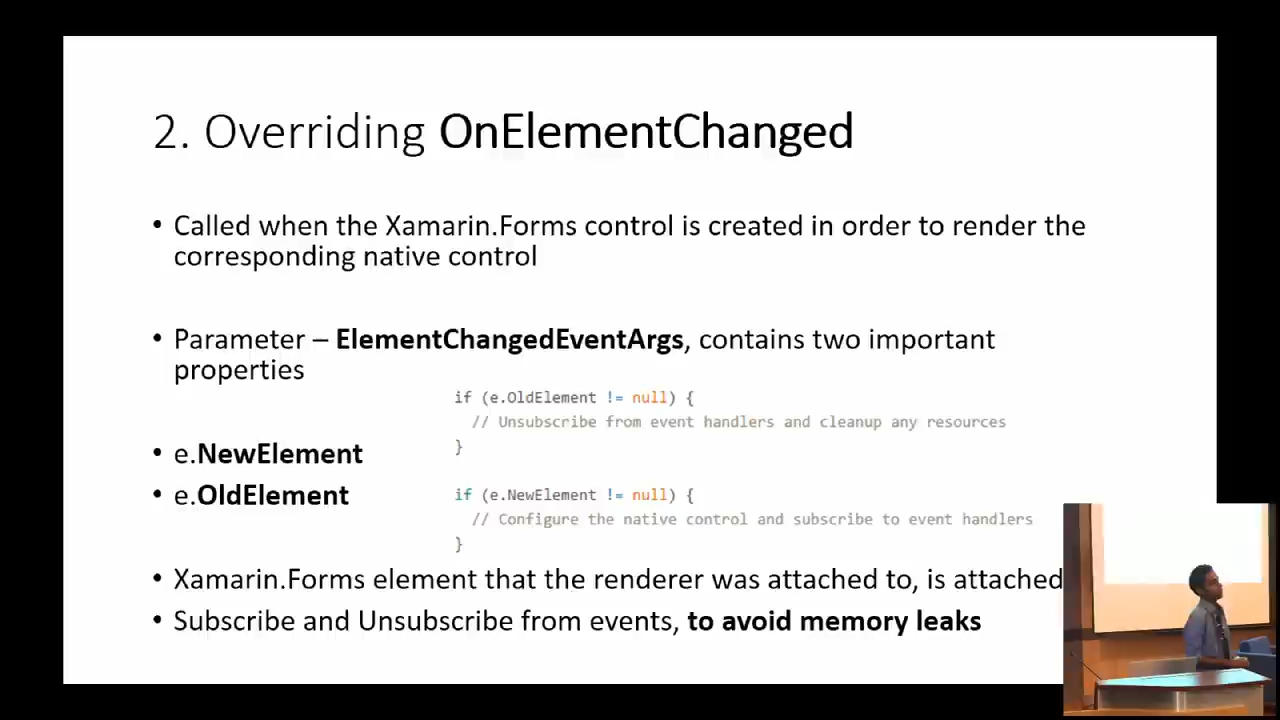 2. Overriding OnElementChanged
• Called when the Xamarin.Forms control is created in order to render the
corresponding native control
• Parameter – ElementChangedEventArgs, contains two important
properties
if (e.OldElement != null) {
// Unsubscribe from event handlers and cleanup any resources
}
• e.NewElement
• e.OldElement
if (e.NewElement != null) {
// Configure the native control and subscribe to event handlers
}
• Xamarin.Forms element that the renderer was attached to, is attached
• Subscribe and Unsubscribe from events, to avoid memory leaks